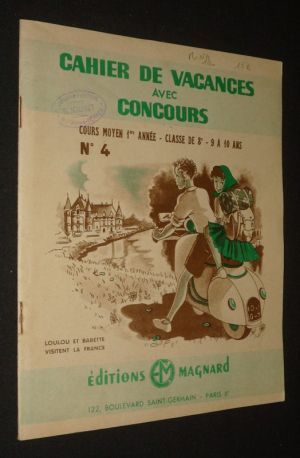 CAHIER DE VACANCES
AVEC
CONCOURS
COURS MOYEN 1re ANNÉE - CLASSE DE 8e - 9 A 10 ANS
N° 4
LOULOU ET BABETTE
VISITENT LA FRANCE
éditions EM MAGNARD
122, BOULEVARD SAINT-GERMAIN - PARIS 6e